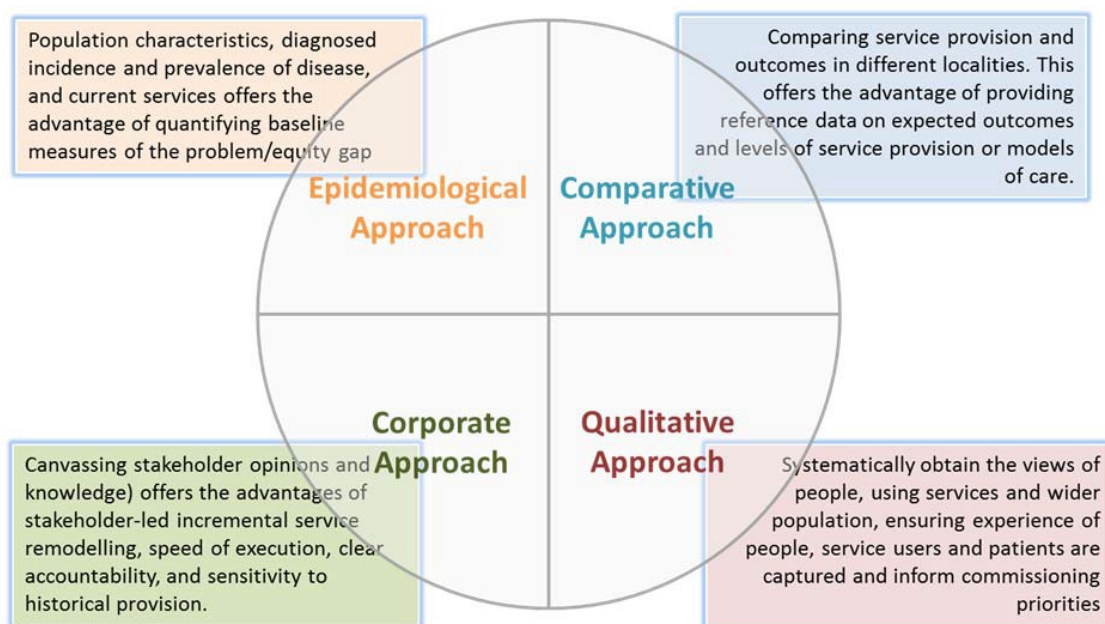 Population characteristics, diagnosed
incidence and prevalence of disease,
and current services offers the
advantage of quantifying baseline
measures of the problem/equity gap
Comparing service provision and
outcomes in different localities. This
offers the advantage of providing
reference data on expected outcomes
and levels of service provision or models
of care.
Epidemiological
Approach
Comparative
Approach
Corporate
Approach
Qualitative
Approach
Canvassing stakeholder opinions and
knowledge) offers the advantages of
stakeholder-led incremental service
remodelling, speed of execution, clear
accountability, and sensitivity to
historical provision.
Systematically obtain the views of
people, using services and wider
population, ensuring experience of
people, service users and patients are
captured and inform commissioning
priorities